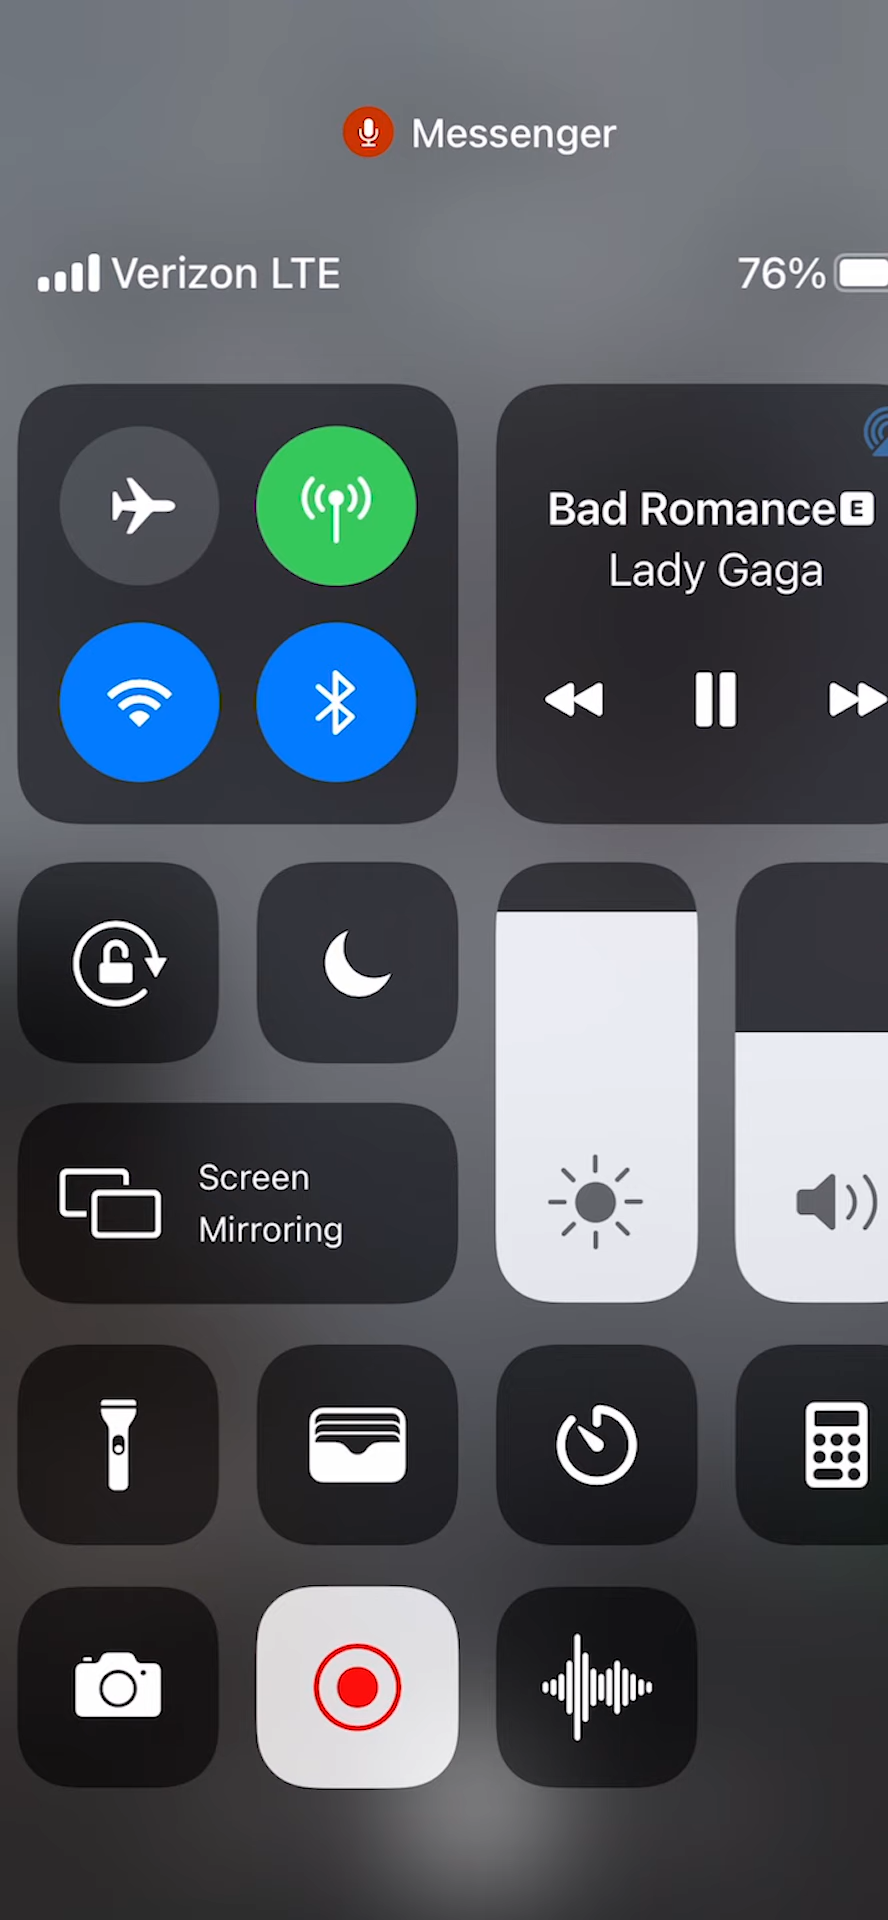 Messenger
Verizon LTE
76%
Bad Romance E
Lady Gaga
Screen
Mirroring